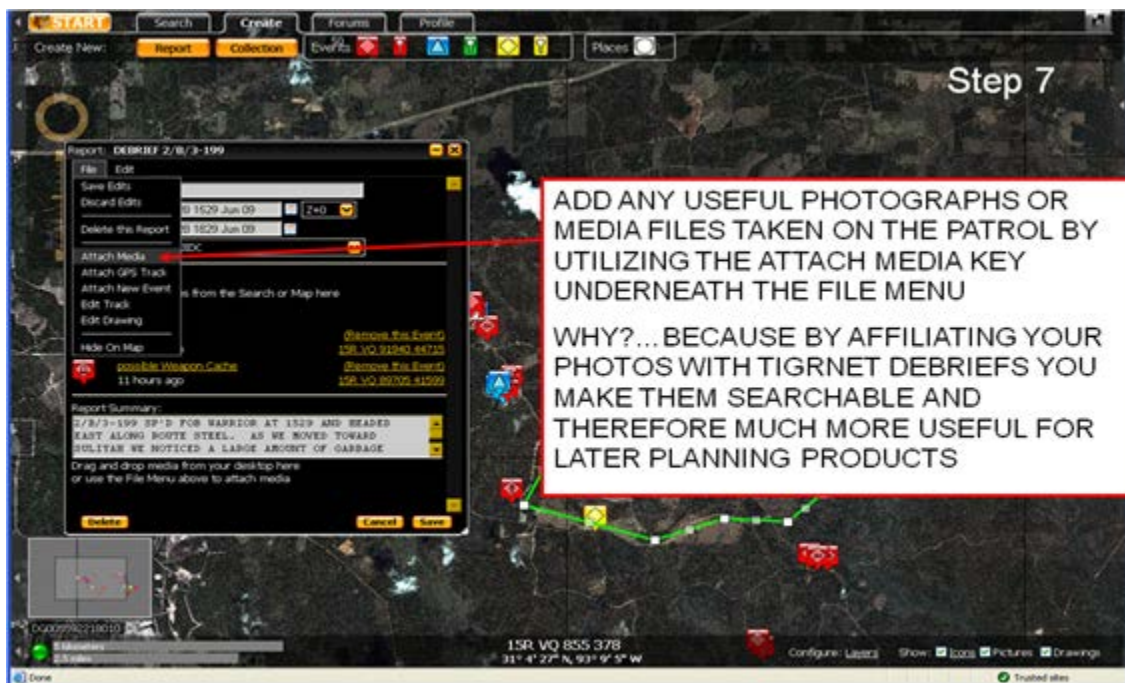 START Search Create Forums Profile
Create New: Report Collection Events Places
Step 7
Report: DEBRIEF 2/B/3-199
File Edit
Save Edits
Discard Edits
1529 Jun 09 Z+0
Delete this Report
1829 Jun 09
Attach Media
Attach GPS Track
Attach New Event
s from the Search or Map here
Edit Track
Edit Drawing
(Remove this Event)
Hide On Map
15R VQ 91940 44715
possible Weapon Cache (Remove this Event)
11 hours ago 15R VQ 89705 41599
Report Summary:
2/B/3-199 SP'D FOB WARRIOR AT 1529 AND HEADED
EAST ALONG ROUTE STEEL. AS WE MOVED TOWARD
SULIYAH WE NOTICED A LARGE AMOUNT OF GARBAGE
Drag and drop media from your desktop here
or use the File Menu above to attach media
Delete Cancel Save
ADD ANY USEFUL PHOTOGRAPHS OR
MEDIA FILES TAKEN ON THE PATROL BY
UTILIZING THE ATTACH MEDIA KEY
UNDERNEATH THE FILE MENU
WHY?... BECAUSE BY AFFILIATING YOUR
PHOTOS WITH TIGRNET DEBRIEFS YOU
MAKE THEM SEARCHABLE AND
THEREFORE MUCH MORE USEFUL FOR
LATER PLANNING PRODUCTS
5 kilometers
2.5 miles
15R VQ 855 378
31° 4' 27" N, 93° 9' 5" W
Configure: Layers Show: Icons Pictures Drawings
Done Trusted sites